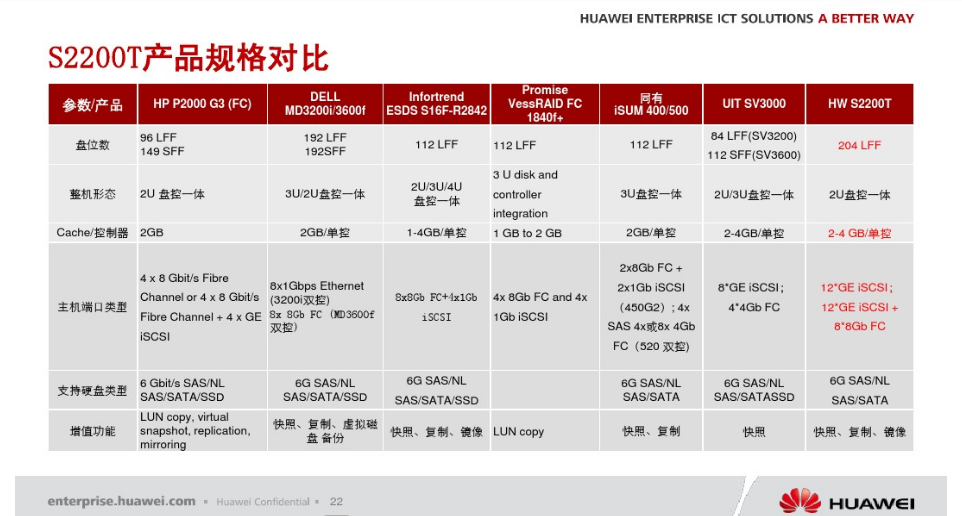 HUAWEI ENTERPRISE ICT SOLUTIONS A BETTER WAY
S2200T产品规格对比
参数/产品
HP P2000 G3 (FC)
DELL
MD3200i/3600f
Infortrend
ESDS S16F-R2842
Promise
VessRAID FC
1840f+
同有
iSUM 400/500
UIT SV3000
HW S2200T
盘位数
96 LFF
149 SFF
192 LFF
192SFF
112 LFF
112 LFF
112 LFF
84 LFF(SV3200)
112 SFF(SV3600)
204 LFF
整机形态
2U 盘控一体
3U/2U盘控一体
2U/3U/4U
盘控一体
3 U disk and
controller
integration
3U盘控一体
2U/3U盘控一体
2U盘控一体
Cache/控制器
2GB
2GB/单控
1-4GB/单控
1 GB to 2 GB
2GB/单控
2-4GB/单控
2-4 GB/单控
主机端口类型
4 x 8 Gbit/s Fibre
Channel or 4 x 8 Gbit/s
Fibre Channel + 4 x GE
iSCSI
8x1Gbps Ethernet
(3200i双控)
8x 8Gb FC（MD3600f
双控）
8x8Gb FC+4x1Gb
iSCSI
4x 8Gb FC and 4x
1Gb iSCSI
2x8Gb FC +
2x1Gb iSCSI
(450G2）; 4x
SAS 4x或8x 4Gb
FC（520 双控)
8*GE iSCSI；
4*4Gb FC
12*GE iSCSI；
12*GE iSCSI +
8*8Gb FC
支持硬盘类型
6 Gbit/s SAS/NL
SAS/SATA/SSD
6G SAS/NL
SAS/SATA/SSD
6G SAS/NL
SAS/SATA/SSD
6G SAS/NL
SAS/SATA
6G SAS/NL
SAS/SATASSD
6G SAS/NL
SAS/SATA
增值功能
LUN copy, virtual
snapshot, replication,
mirroring
快照、复制、虚拟磁
盘 备份
快照、复制、镜像
LUN copy
快照、复制
快照
快照、复制、镜像
enterprise.huawei.com ▪ Huawei Confidential ▪ 22
HUAWEI